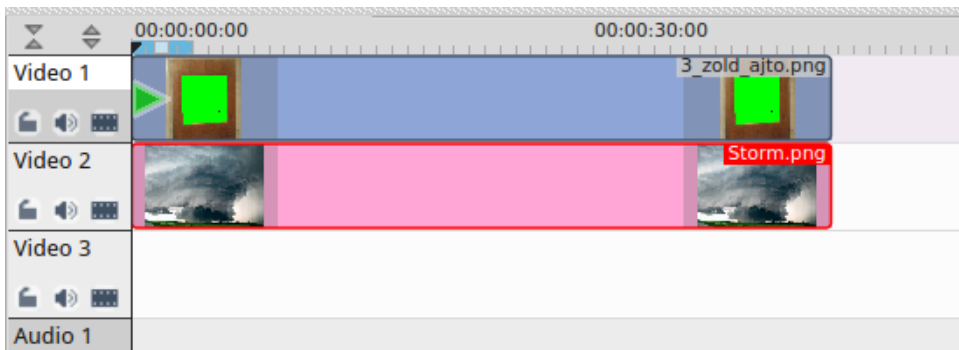 00:00:00:00 00:00:30:00
Video 1
3_zold_ajto.png
Video 2
Storm.png
Video 3
Audio 1